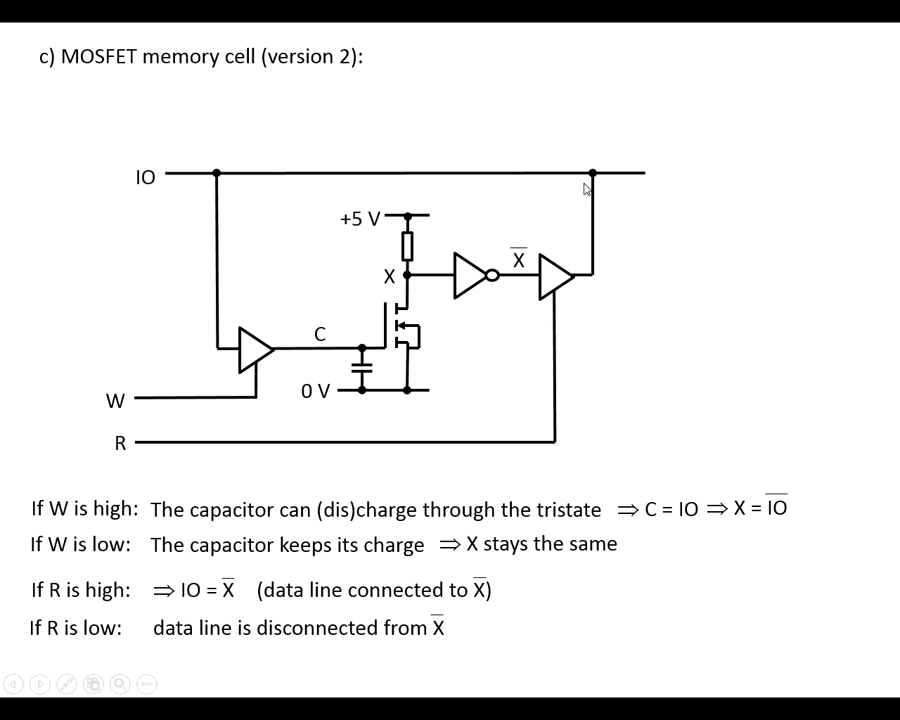 c) MOSFET memory cell (version 2):
IO
+5 V
X
X̅
C
0 V
W
R
If W is high: The capacitor can (dis)charge through the tristate ⇒ C = IO ⇒ X = I̅O̅
If W is low: The capacitor keeps its charge ⇒ X stays the same
If R is high: ⇒ IO = X̅ (data line connected to X̅)
If R is low: data line is disconnected from X̅